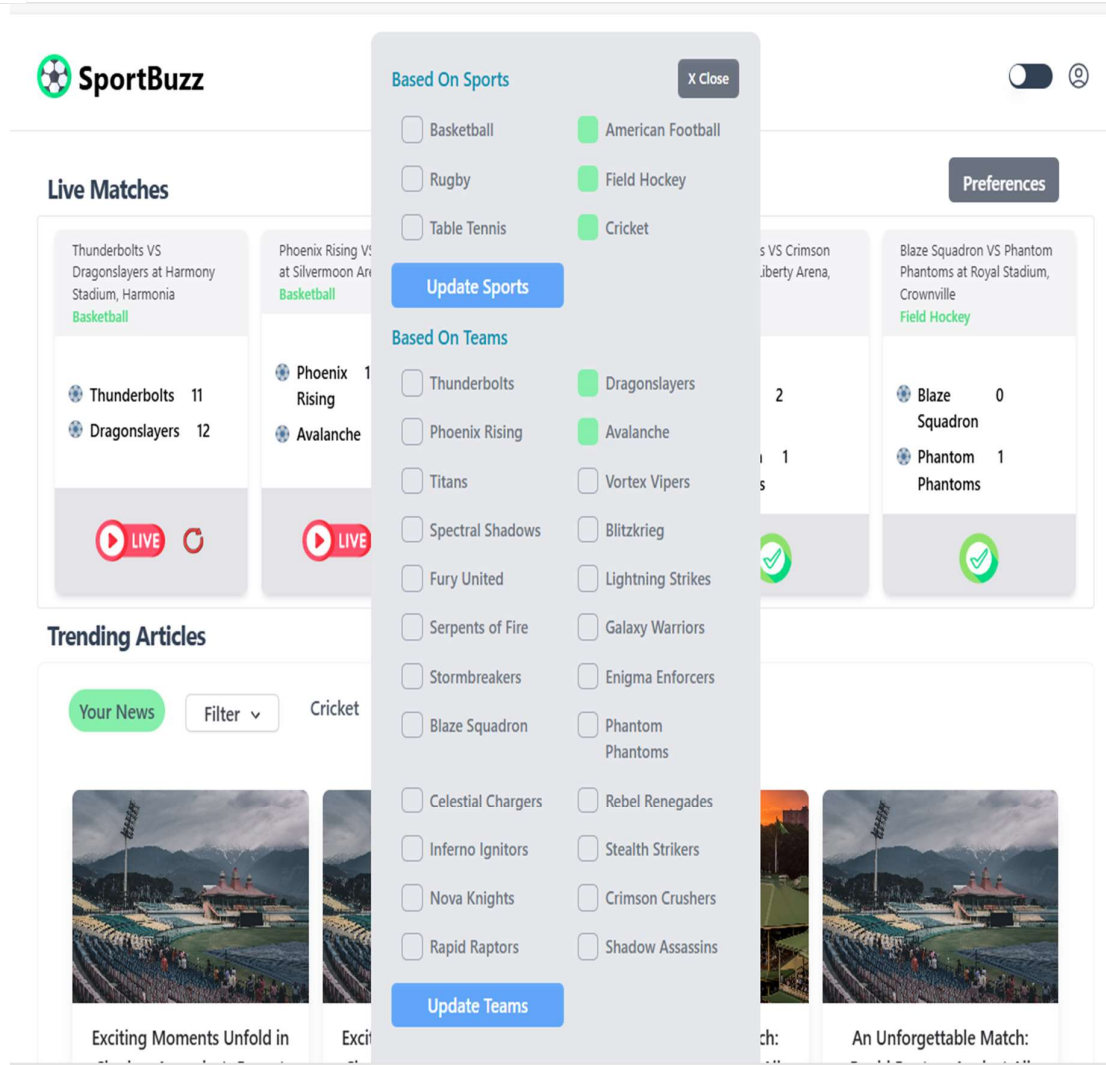 SportBuzz
Based On Sports
X Close
Basketball
American Football
Rugby
Field Hockey
Table Tennis
Cricket
Update Sports
Based On Teams
Thunderbolts
Dragonslayers
Phoenix Rising
Avalanche
Titans
Vortex Vipers
Spectral Shadows
Blitzkrieg
Fury United
Lightning Strikes
Serpents of Fire
Galaxy Warriors
Stormbreakers
Enigma Enforcers
Blaze Squadron
Phantom
Phantoms
Celestial Chargers
Rebel Renegades
Inferno Ignitors
Stealth Strikers
Nova Knights
Crimson Crushers
Rapid Raptors
Shadow Assassins
Update Teams
Live Matches
Preferences
Thunderbolts VS
Dragonslayers at Harmony
Stadium, Harmonia
Basketball
Thunderbolts 11
Dragonslayers 12
LIVE
Phoenix Rising
at Silvermoon
Basketball
Phoenix
Rising
Avalanche
LIVE
VS Crimson
Liberty Arena,
2
1
Blaze Squadron VS Phantom
Phantoms at Royal Stadium,
Crownville
Field Hockey
Blaze 0
Squadron
Phantom 1
Phantoms
Trending Articles
Your News
Filter
Cricket
Exciting Moments Unfold in
An Unforgettable Match: